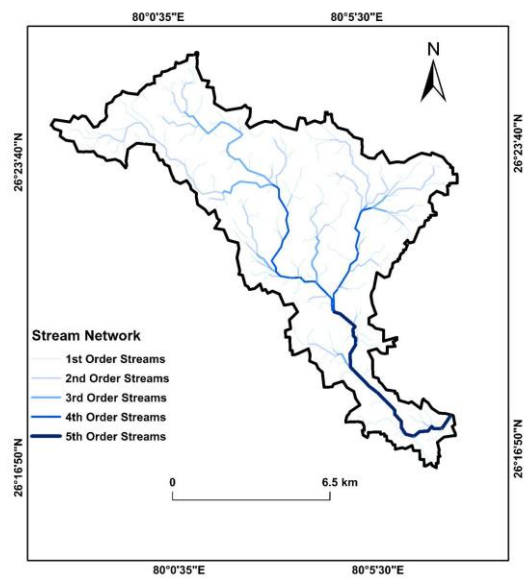 80°0'35"E 80°5'30"E
N
26°23'40"N 26°23'40"N
Stream Network
1st Order Streams
2nd Order Streams
3rd Order Streams
4th Order Streams
5th Order Streams
26°16'50"N 26°16'50"N
0 6.5 km
80°0'35"E 80°5'30"E